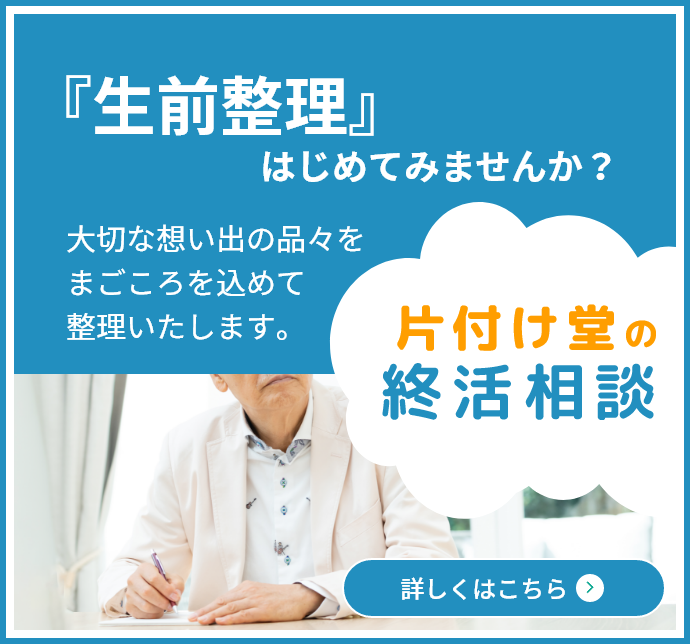 『生前整理』
はじめてみませんか？
大切な想い出の品々を
まごころを込めて
整理いたします。
片付け堂の
終活相談
詳しくはこちら